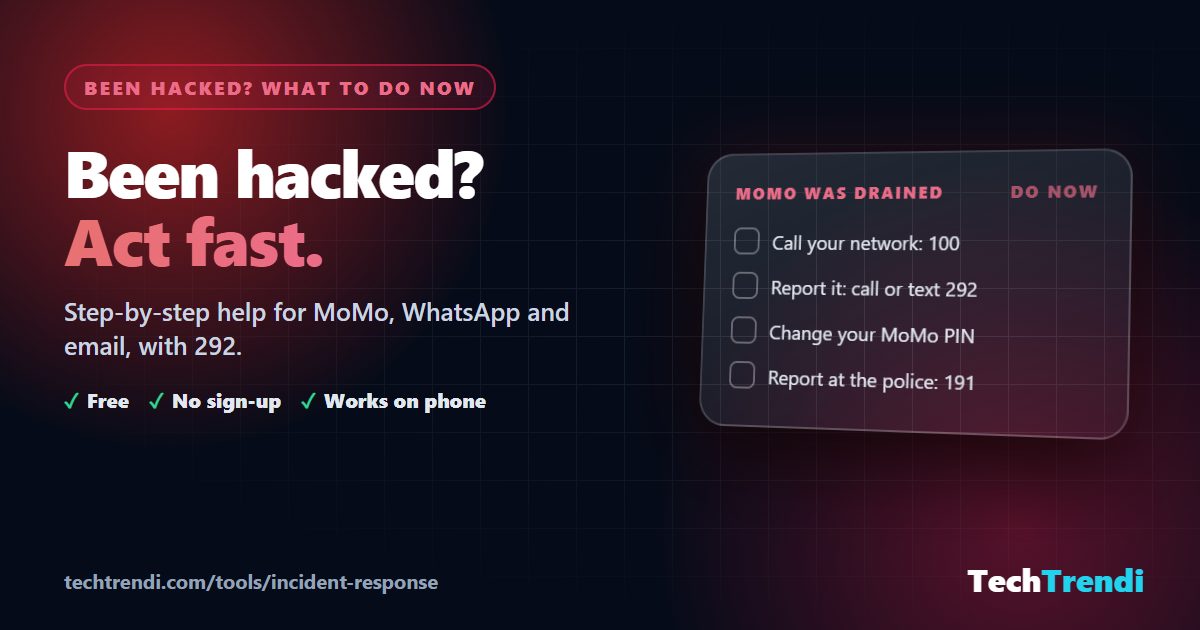 BEEN HACKED? WHAT TO DO NOW
Been hacked?
Act fast.
Step-by-step help for MoMo, WhatsApp and
email, with 292.
✓ Free ✓ No sign-up ✓ Works on phone
MOMO WAS DRAINED DO NOW
Call your network: 100
Report it: call or text 292
Change your MoMo PIN
Report at the police: 191
techtrendi.com/tools/incident-response
TechTrendi